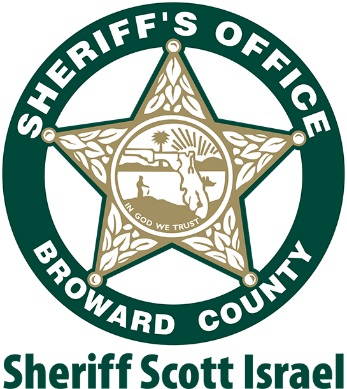 SHERIFF'S OFFICE
IN GOD WE TRUST
BROWARD COUNTY
Sheriff Scott Israel